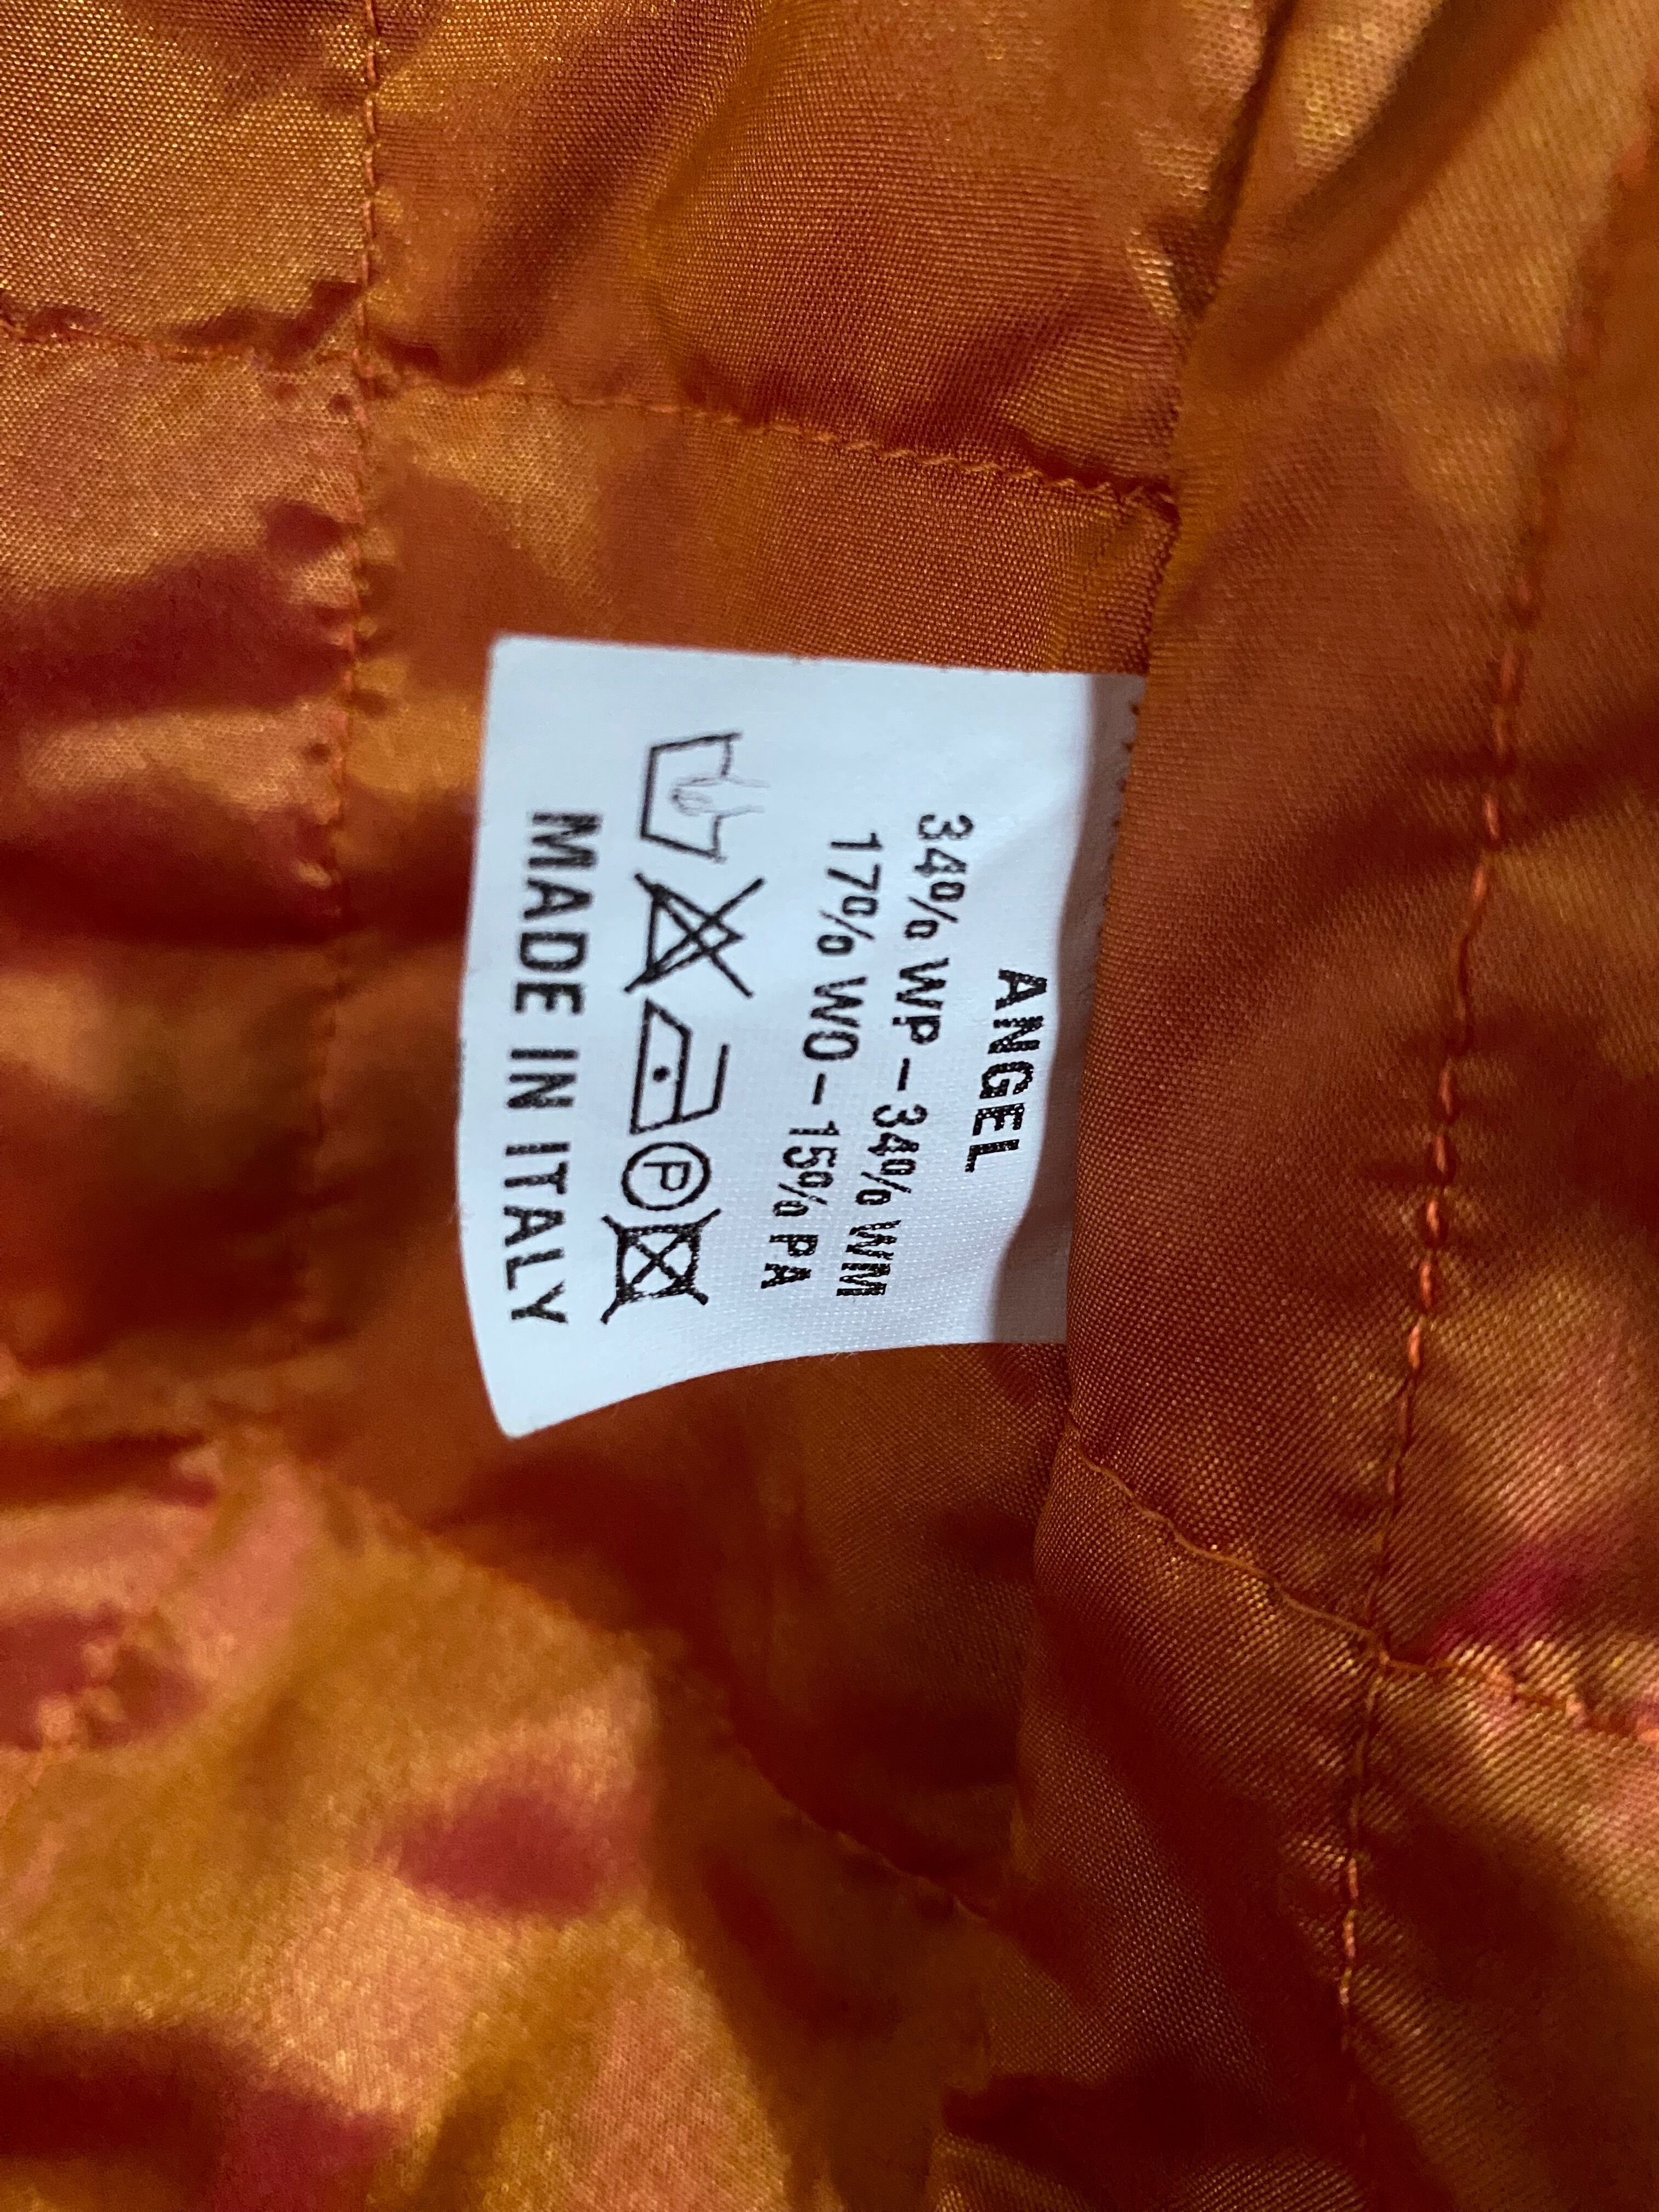 ANGEL
34% WP – 34% WM
17% WO – 15% PA
P
MADE IN ITALY